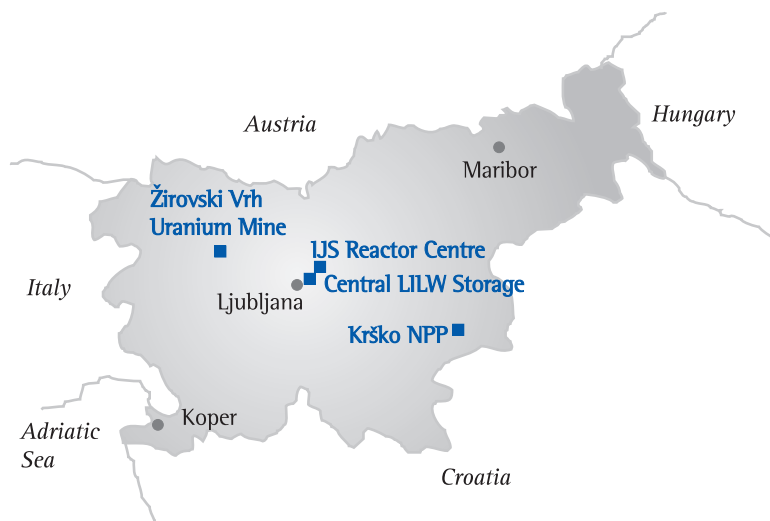 Austria
Hungary
Maribor
Žirovski Vrh
Uranium Mine
IJS Reactor Centre
Central LILW Storage
Italy
Ljubljana
Krško NPP
Koper
Adriatic
Sea
Croatia